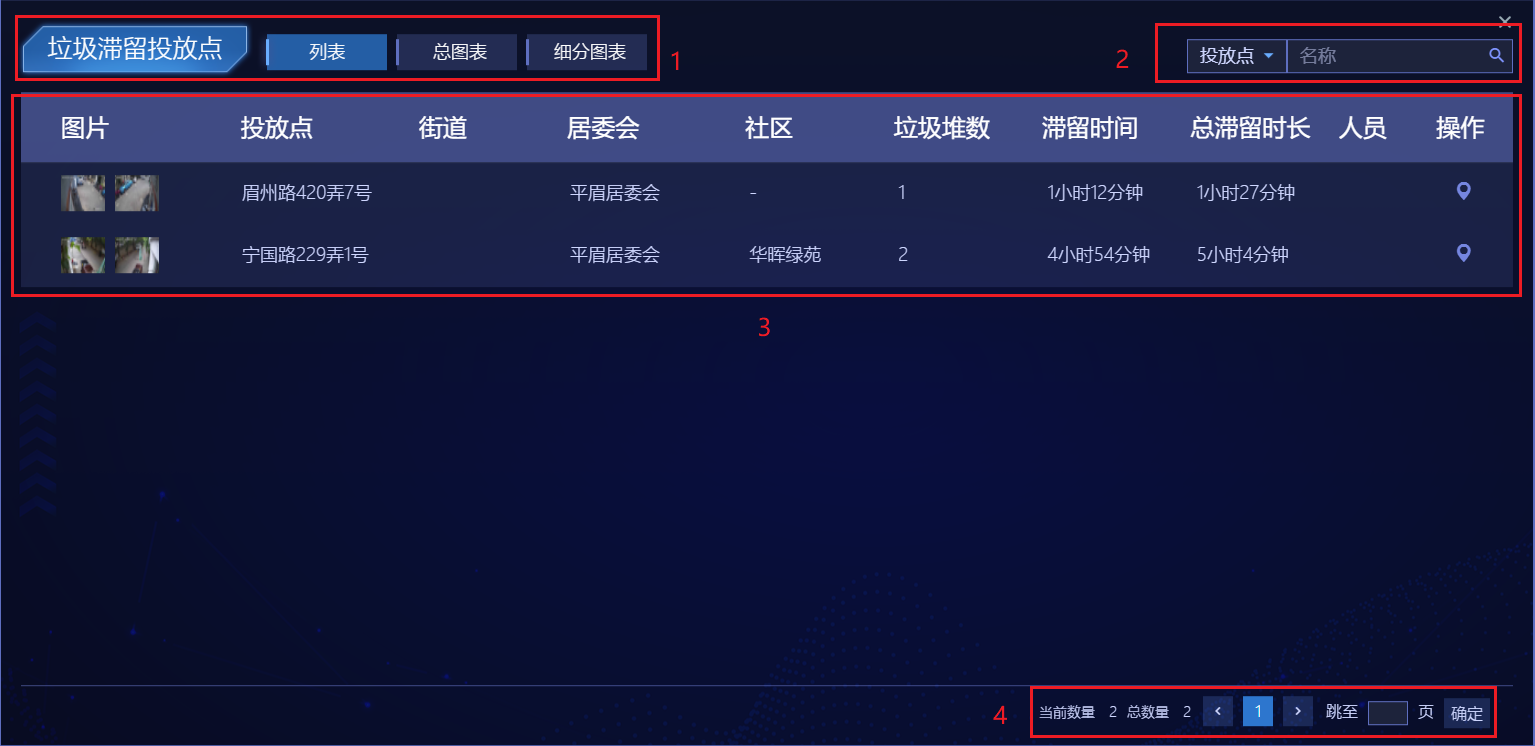 垃圾滞留投放点 列表 总图表 细分图表 1 2 投放点 名称
图片 投放点 街道 居委会 社区 垃圾堆数 滞留时间 总滞留时长 人员 操作
眉州路420弄7号 平眉居委会 - 1 1小时12分钟 1小时27分钟
宁国路229弄1号 平眉居委会 华晖绿苑 2 4小时54分钟 5小时4分钟
3
4 当前数量 2 总数量 2 < 1 > 跳至 页 确定